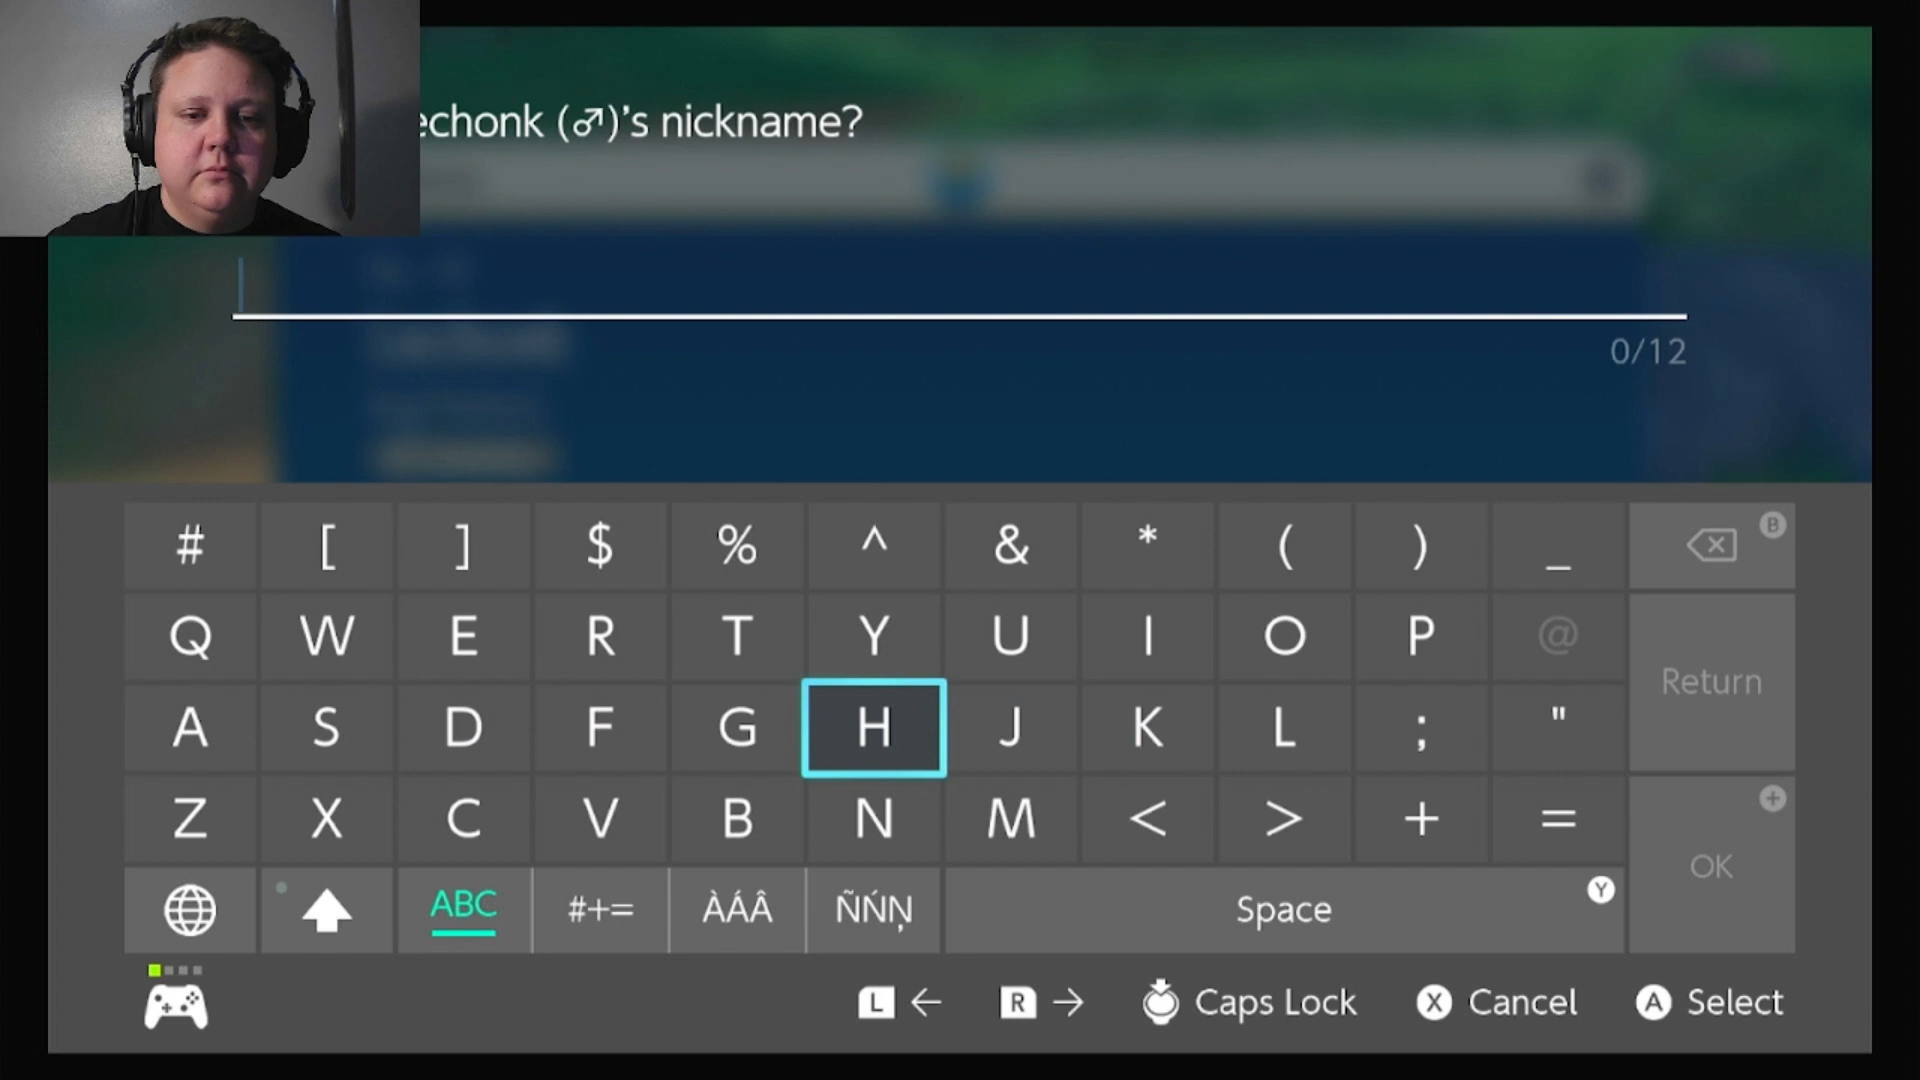 echonk (♂)'s nickname?
0/12
# [ ] $ % ^ & * ( ) _ B
Q W E R T Y U I O P @
Return
A S D F G H J K L ; "
Z X C V B N M < > + = +
OK
ABC #+= ÀÁÂ ÑŃŅ Space Y
L ← R → Caps Lock X Cancel A Select